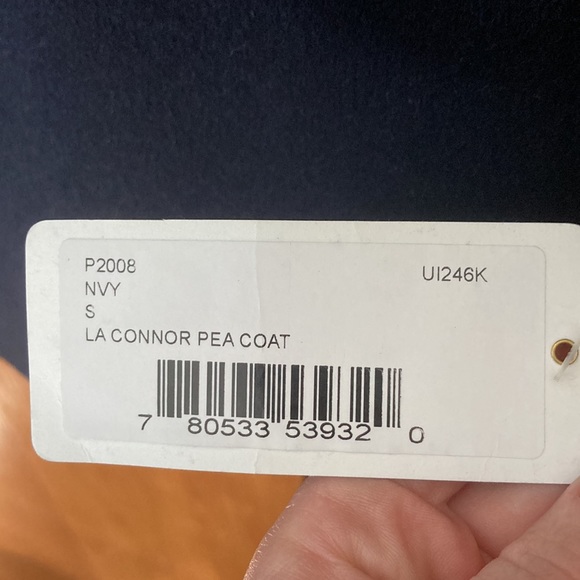 P2008
UI246K
NVY
S
LA CONNOR PEA COAT
7 80533 53932 0